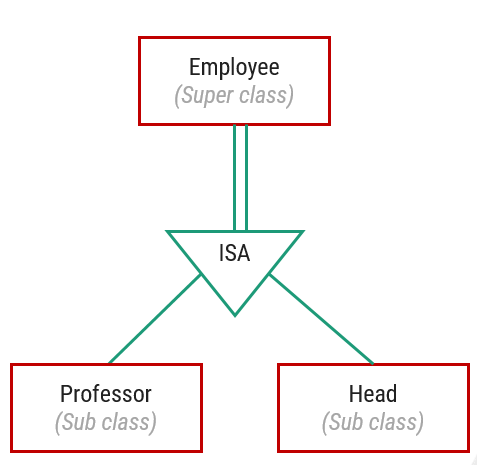 Employee
(Super class)
ISA
Professor
(Sub class)
Head
(Sub class)